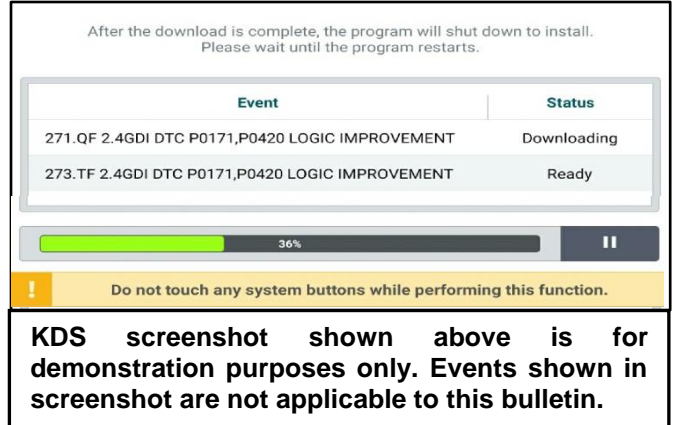 After the download is complete, the program will shut down to install.
Please wait until the program restarts.
Event Status
271.QF 2.4GDI DTC P0171,P0420 LOGIC IMPROVEMENT Downloading
273.TF 2.4GDI DTC P0171,P0420 LOGIC IMPROVEMENT Ready
36%
! Do not touch any system buttons while performing this function.
KDS screenshot shown above is for
demonstration purposes only. Events shown in
screenshot are not applicable to this bulletin.